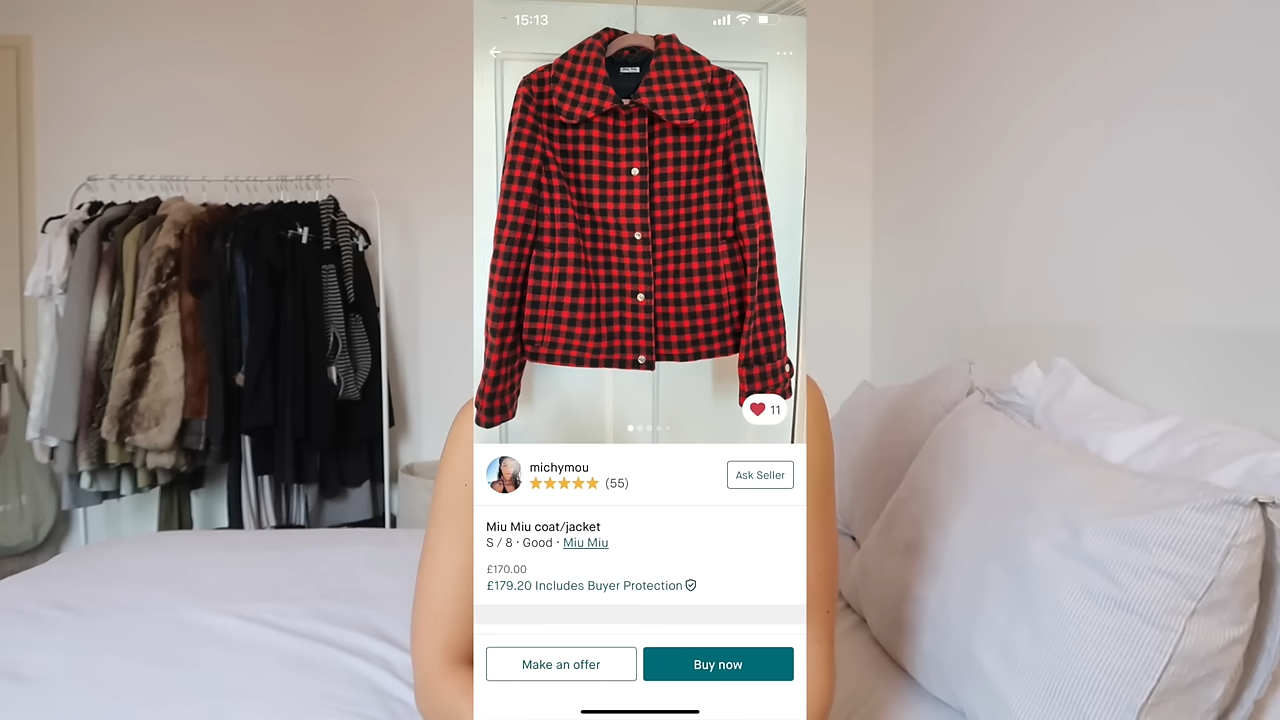 15:13
11
michymou
(55)
Ask Seller
Miu Miu coat/jacket
S / 8 · Good · Miu Miu
£170.00
£179.20 Includes Buyer Protection
Make an offer
Buy now